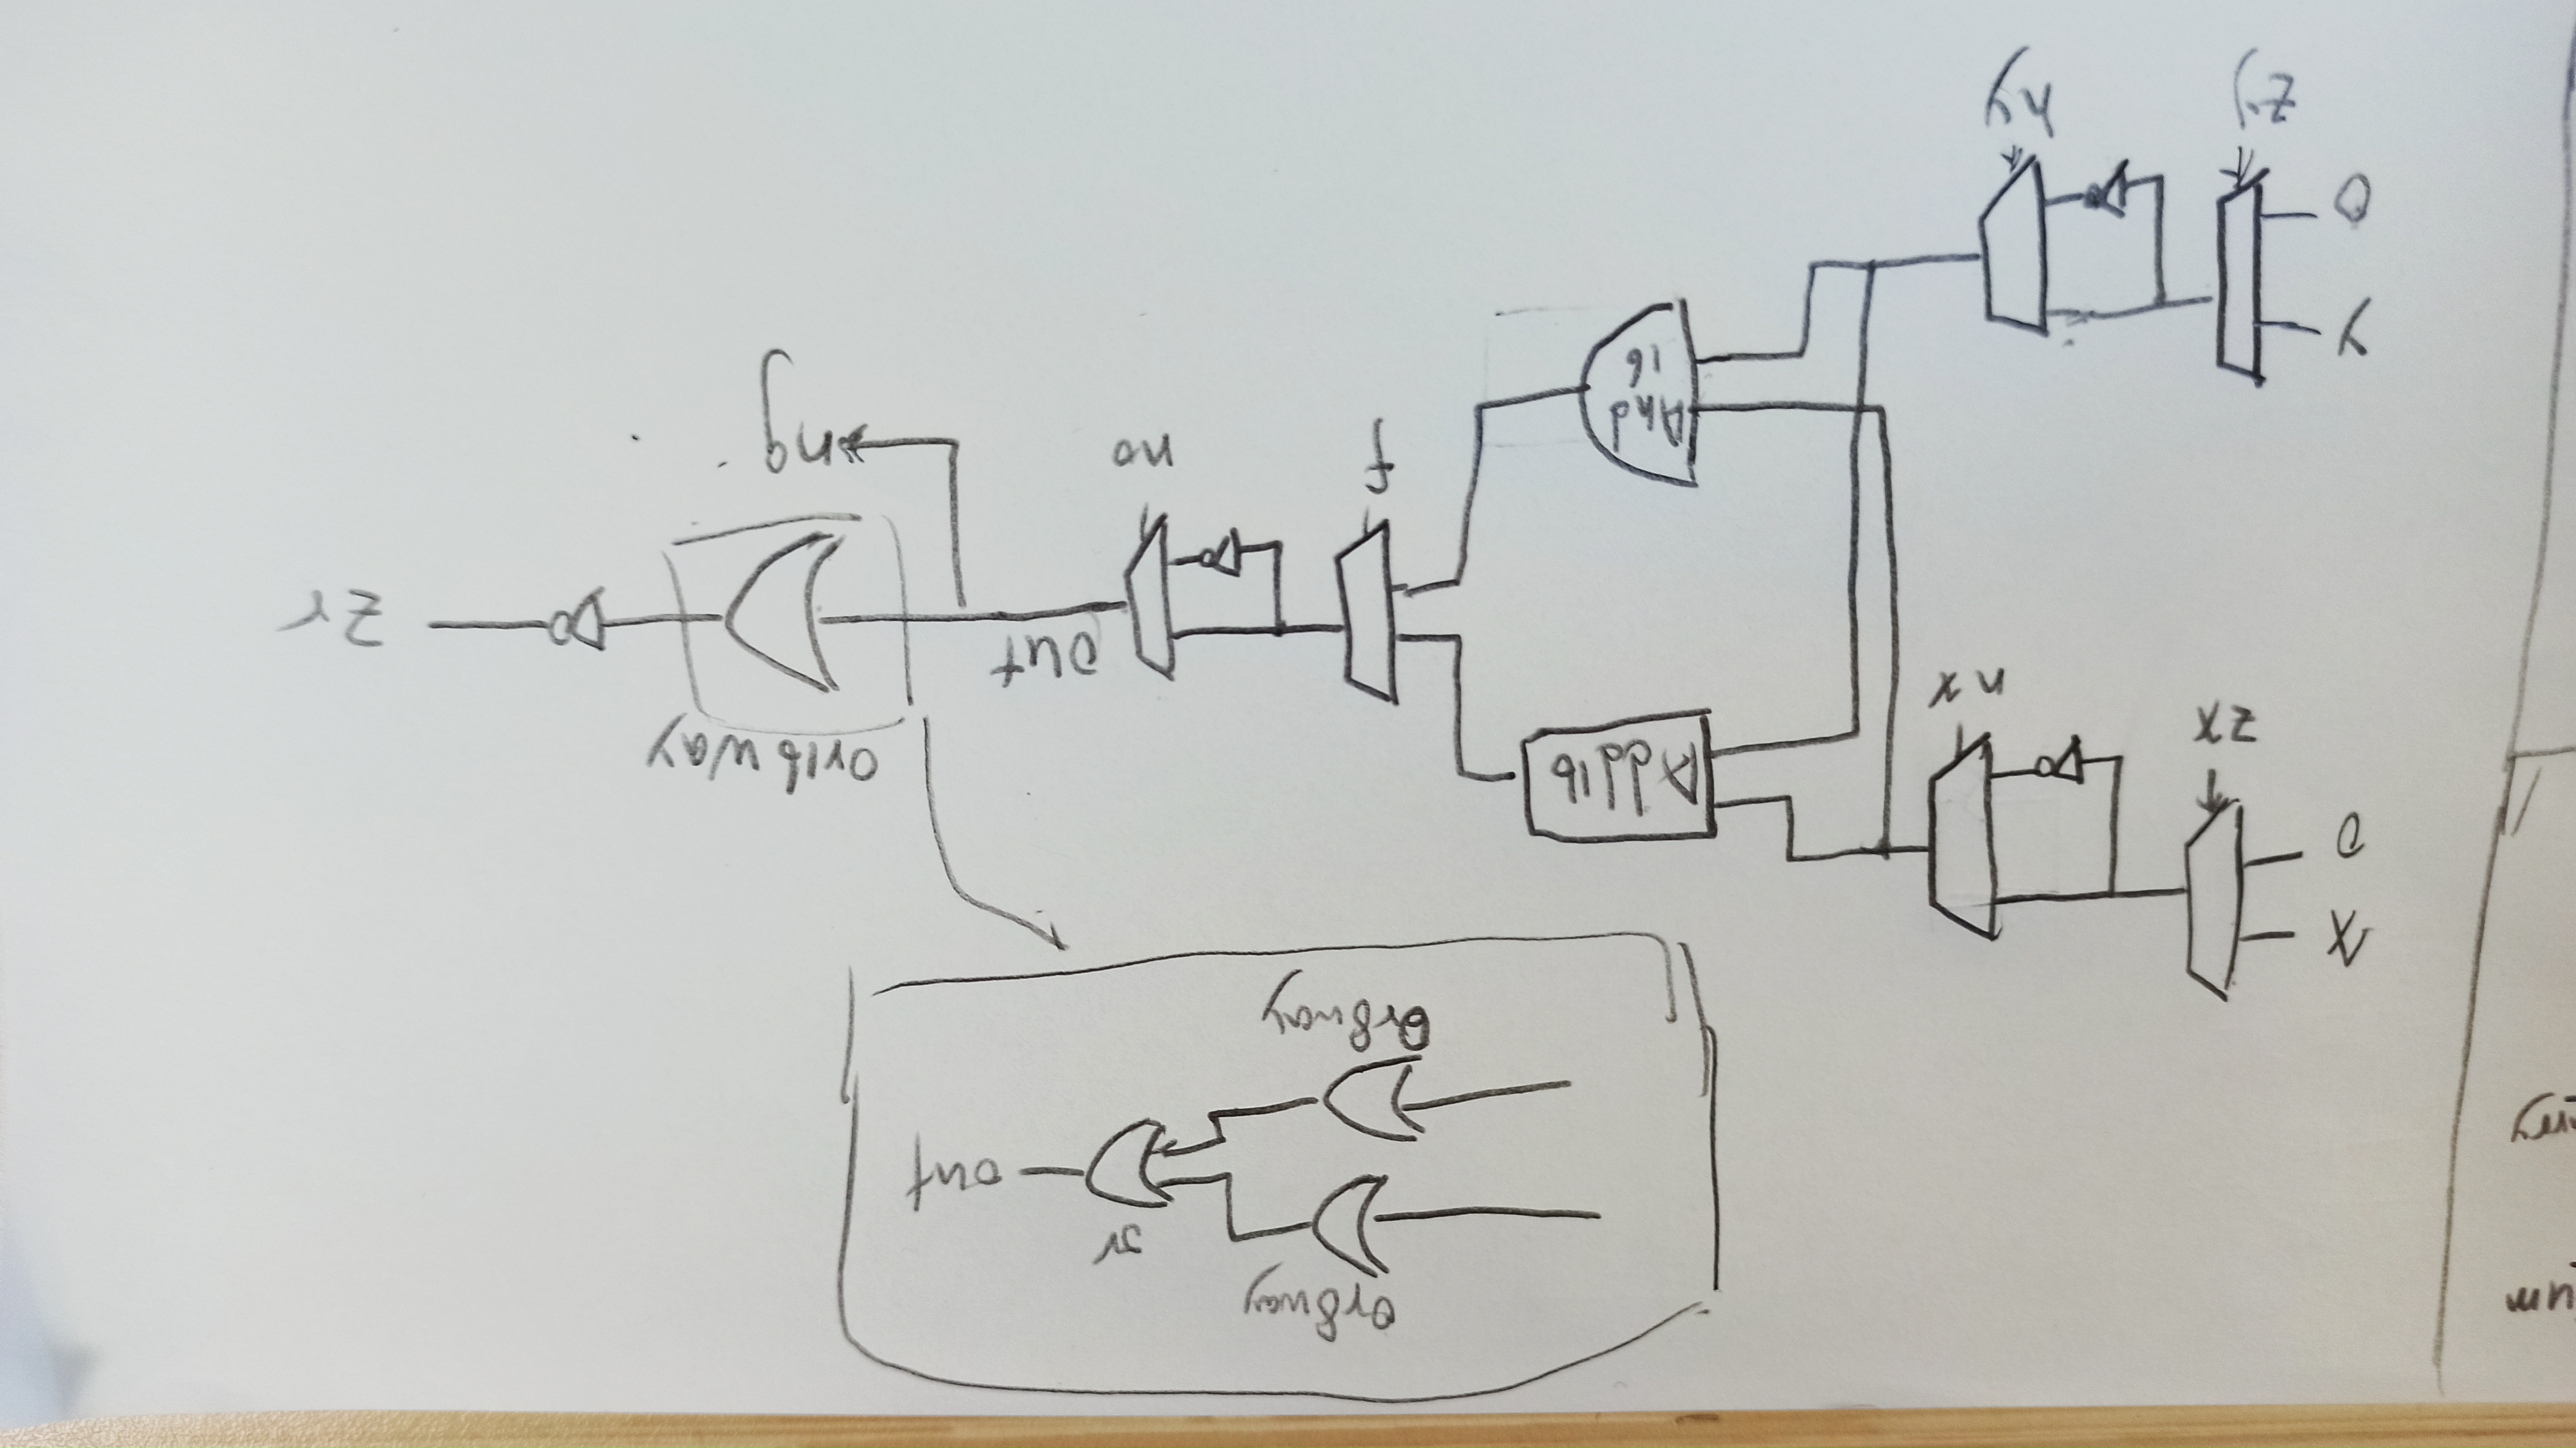 um
arry
Or8way
or
out
Or8way
x
0
zx
nx
Add16
Or16Way
out
Zr
f
no
ng
And
16
y
0
zy
ny